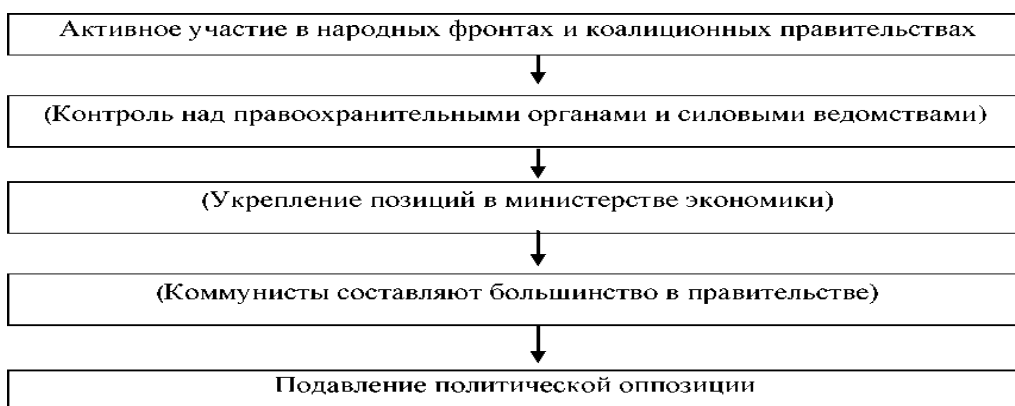 Активное участие в народных фронтах и коалиционных правительствах
(Контроль над правоохранительными органами и силовыми ведомствами)
(Укрепление позиций в министерстве экономики)
(Коммунисты составляют большинство в правительстве)
Подавление политической оппозиции